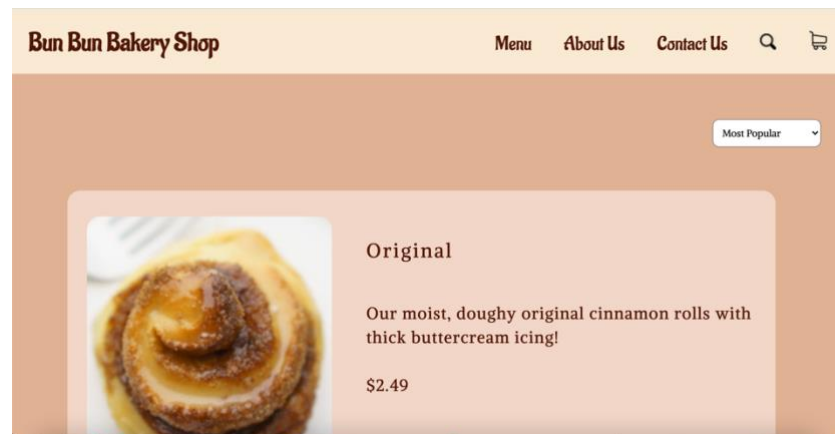 Bun Bun Bakery Shop
Menu
About Us
Contact Us
Most Popular
Original
Our moist, doughy original cinnamon rolls with
thick buttercream icing!
$2.49